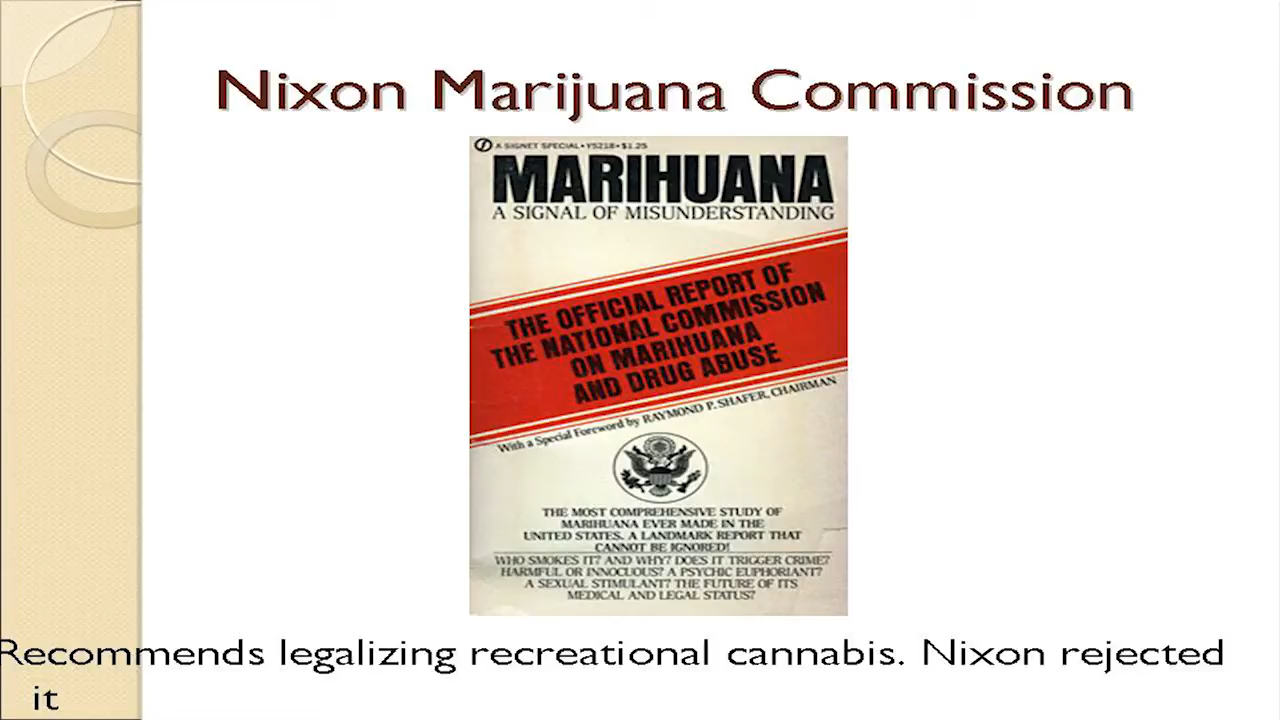 Nixon Marijuana Commission
A SIGNET SPECIAL • Y5218 • $1.25
MARIHUANA
A SIGNAL OF MISUNDERSTANDING
THE OFFICIAL REPORT OF
THE NATIONAL COMMISSION
ON MARIHUANA
AND DRUG ABUSE
With a Special Foreword by RAYMOND P. SHAFER, CHAIRMAN
THE MOST COMPREHENSIVE STUDY OF
MARIHUANA EVER MADE IN THE
UNITED STATES. A LANDMARK REPORT THAT
CANNOT BE IGNORED!
WHO SMOKES IT? AND WHY? DOES IT TRIGGER CRIME?
HARMFUL OR INNOCUOUS? A PSYCHIC EUPHORIANT?
A SEXUAL STIMULANT? THE FUTURE OF ITS
MEDICAL AND LEGAL STATUS?
Recommends legalizing recreational cannabis. Nixon rejected
it